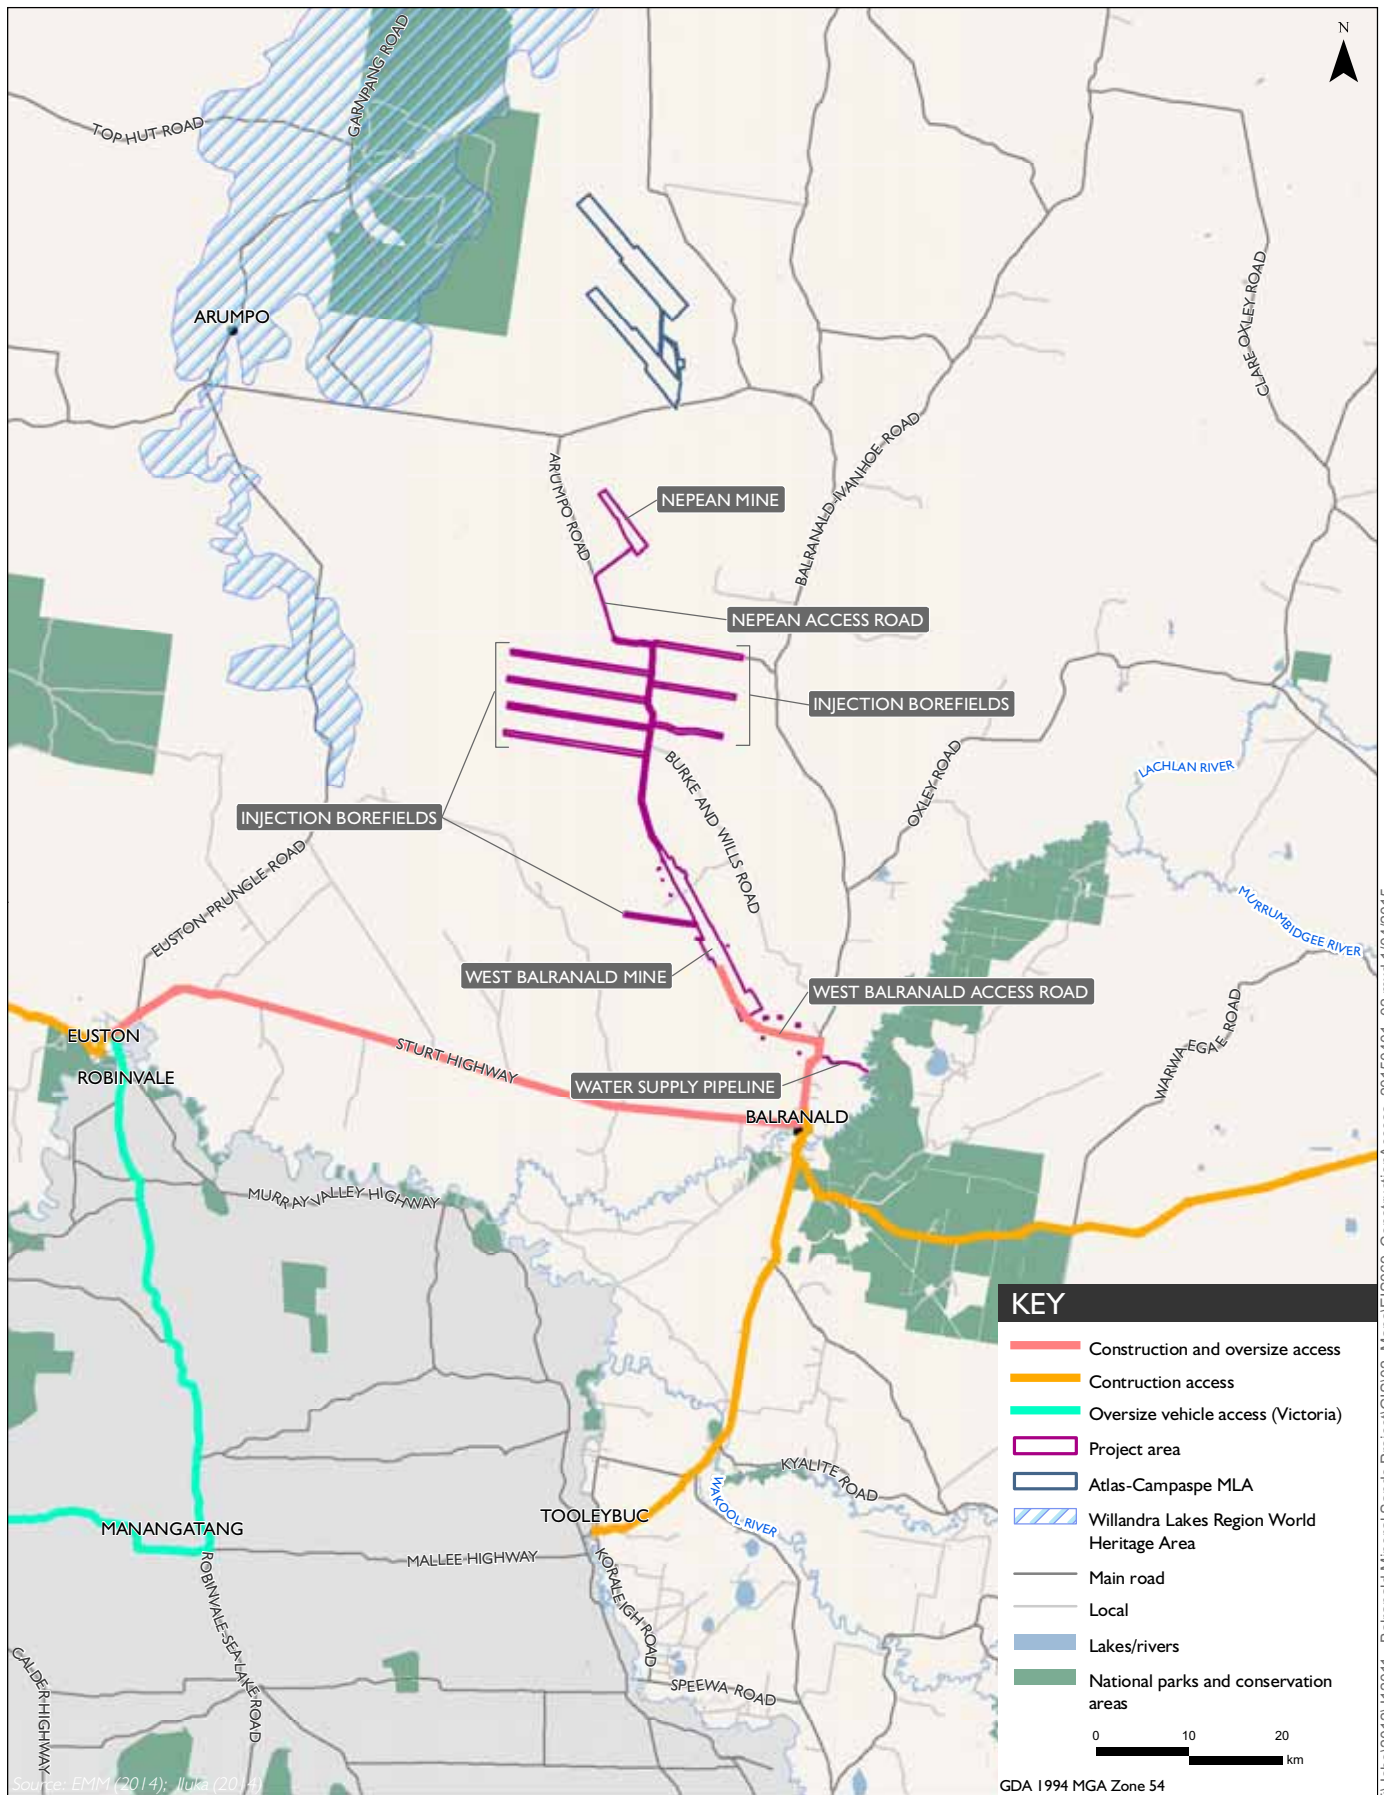 N
GARNPANG ROAD
TOP HUT ROAD
ARUMPO
CLARE OXLEY ROAD
BALRANALD-IVANHOE ROAD
ARUMPO ROAD
NEPEAN MINE
NEPEAN ACCESS ROAD
INJECTION BOREFIELDS
OXLEY ROAD
LACHLAN RIVER
BURKE AND WILLS ROAD
INJECTION BOREFIELDS
EUSTON-PRUNGLE ROAD
MURRUMBIDGEE RIVER
WEST BALRANALD MINE
WEST BALRANALD ACCESS ROAD
WARWAEGAE ROAD
EUSTON
STURT HIGHWAY
ROBINVALE
WATER SUPPLY PIPELINE
BALRANALD
MURRAY VALLEY HIGHWAY
KYALITE ROAD
WAKOOL RIVER
TOOLEYBUC
MANANGATANG
MALLEE HIGHWAY
KORALEIGH ROAD
ROBINVALE-SEA LAKE ROAD
CALDER HIGHWAY
SPEEWA ROAD
KEY
Construction and oversize access
Contruction access
Oversize vehicle access (Victoria)
Project area
Atlas-Campaspe MLA
Willandra Lakes Region World
Heritage Area
Main road
Local
Lakes/rivers
National parks and conservation
areas
0 10 20
km
GDA 1994 MGA Zone 54
Source: EMM (2014); Iluka (2014)